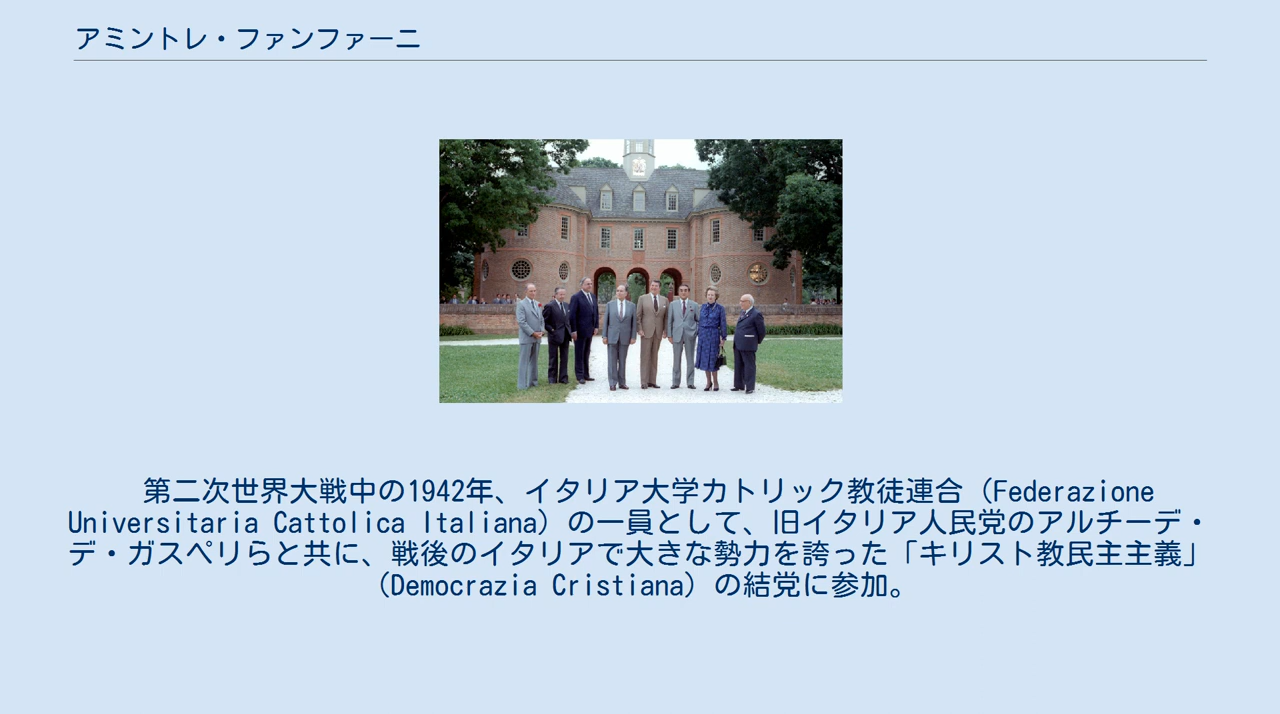 アミントレ・ファンファーニ
第二次世界大戦中の1942年、イタリア大学カトリック教徒連合（Federazione
Universitaria Cattolica Italiana）の一員として、旧イタリア人民党のアルチーデ・
デ・ガスペリらと共に、戦後のイタリアで大きな勢力を誇った「キリスト教民主主義」
（Democrazia Cristiana）の結党に参加。